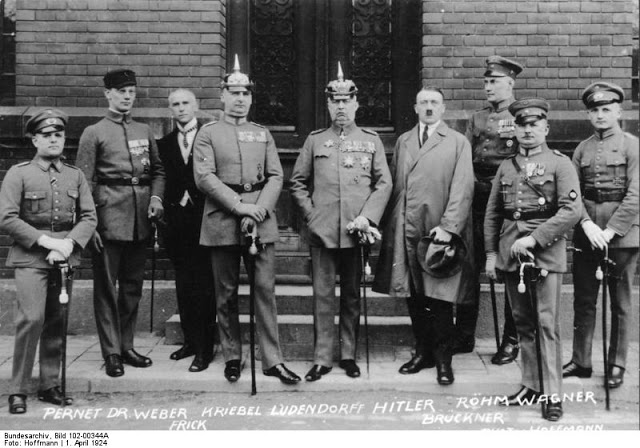 PERNET DR. WEBER KRIEBEL LUDENDORFF HITLER RÖHM WAGNER
FRICK BRÜCKNER
HOFFMANN
Bundesarchiv, Bild 102-00344A
Foto: Hoffmann | 1. April 1924